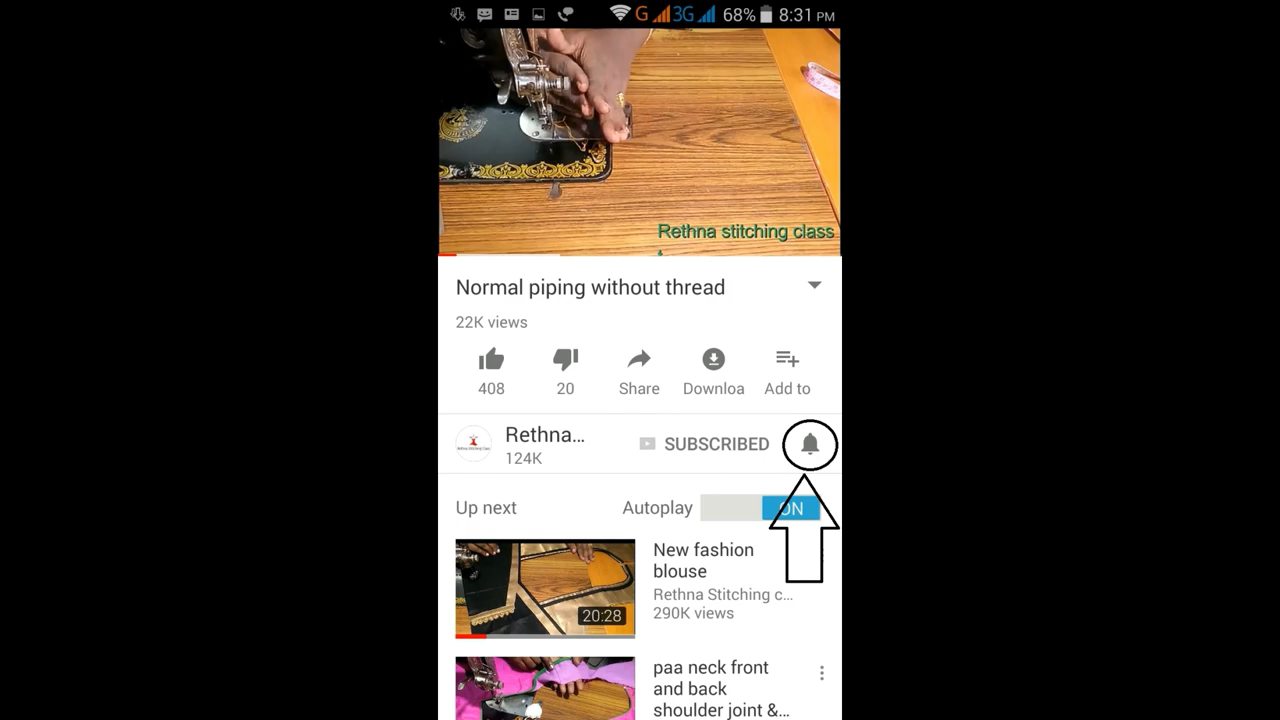 G 3G 68% 8:31 PM
Rethna stitching class
Normal piping without thread
22K views
408 20 Share Downloa Add to
Rethna… SUBSCRIBED
124K
Up next Autoplay ON
New fashion
blouse
Rethna Stitching c…
290K views
20:28
paa neck front
and back
shoulder joint &…